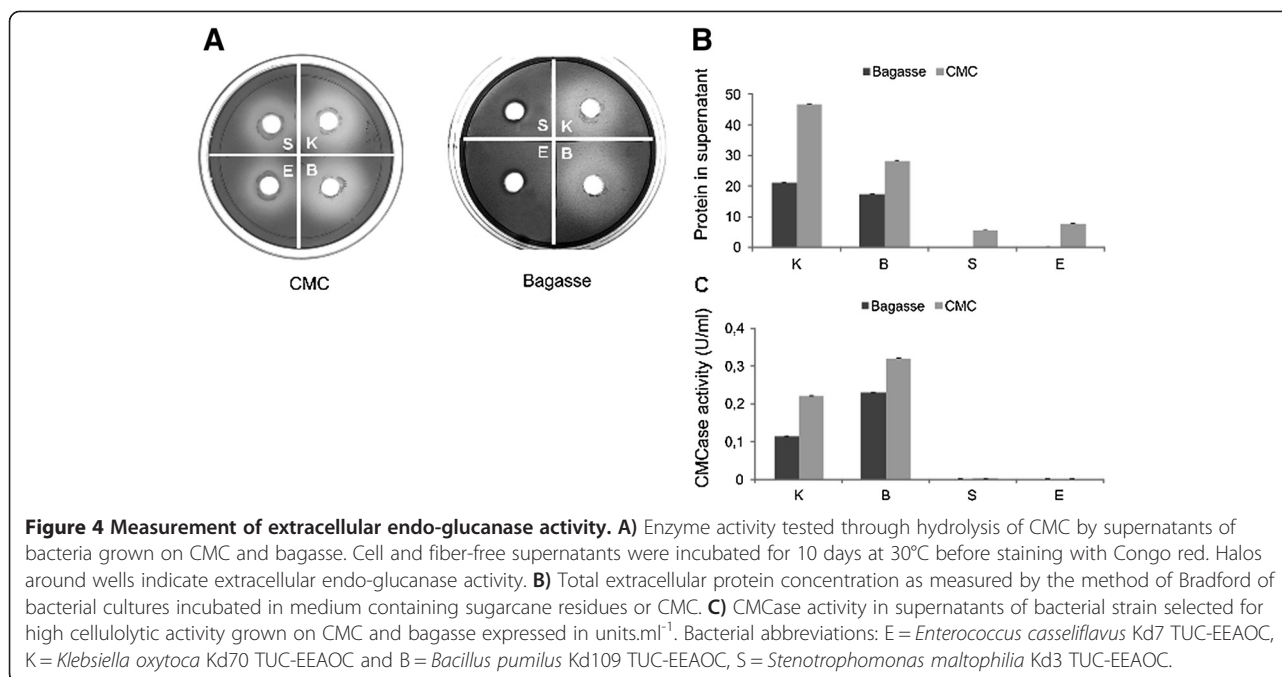 A
S K
E B
CMC
S K
E B
Bagasse
B
Bagasse CMC
Protein in supernatant
50
40
30
20
10
0
K B S E
C
Bagasse CMC
CMCase activity (U/ml)
0,4
0,3
0,2
0,1
0
K B S E
Figure 4 Measurement of extracellular endo-glucanase activity. A) Enzyme activity tested through hydrolysis of CMC by supernatants of
bacteria grown on CMC and bagasse. Cell and fiber-free supernatants were incubated for 10 days at 30°C before staining with Congo red. Halos
around wells indicate extracellular endo-glucanase activity. B) Total extracellular protein concentration as measured by the method of Bradford of
bacterial cultures incubated in medium containing sugarcane residues or CMC. C) CMCase activity in supernatants of bacterial strain selected for
high cellulolytic activity grown on CMC and bagasse expressed in units.ml⁻¹. Bacterial abbreviations: E = Enterococcus casseliflavus Kd7 TUC-EEAOC,
K = Klebsiella oxytoca Kd70 TUC-EEAOC and B = Bacillus pumilus Kd109 TUC-EEAOC, S = Stenotrophomonas maltophilia Kd3 TUC-EEAOC.